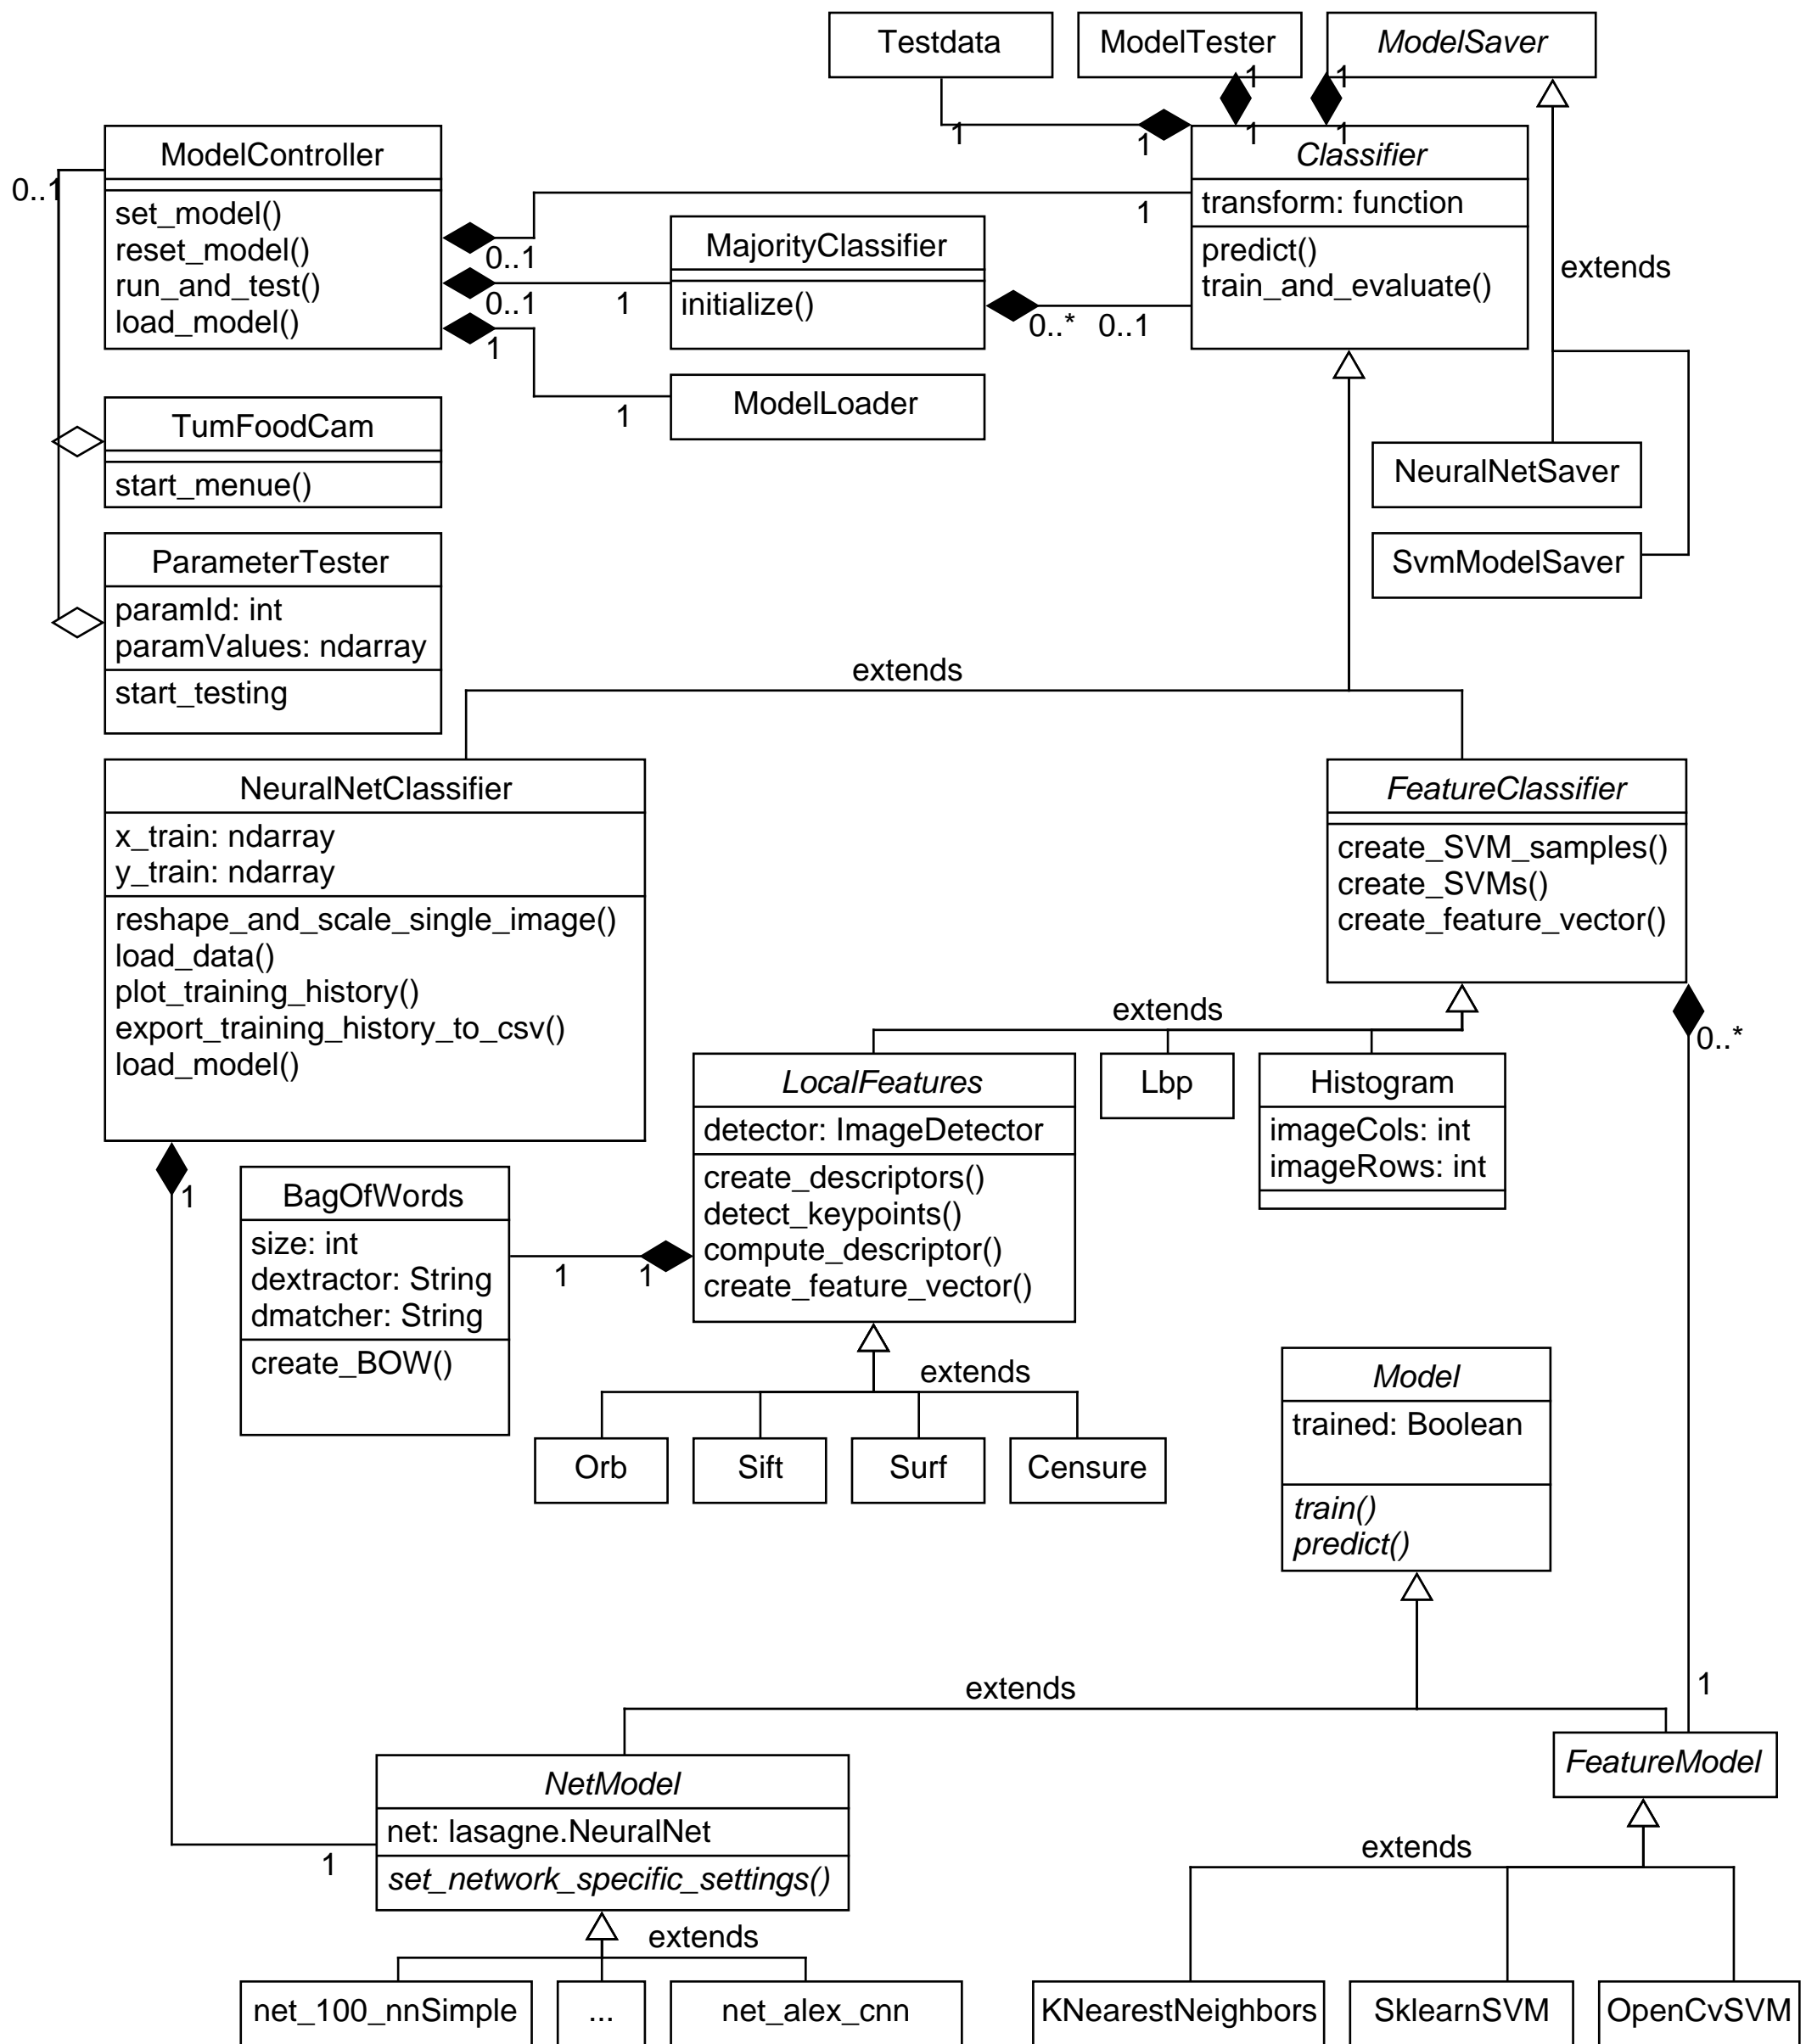 Testdata
ModelTester
ModelSaver
1
1
1
1
1
1
ModelController
set_model()
reset_model()
run_and_test()
load_model()
0..1
0..1
1
0..1
1
1
1
Classifier
transform: function
predict()
train_and_evaluate()
MajorityClassifier
initialize()
0..*
0..1
extends
ModelLoader
TumFoodCam
start_menue()
NeuralNetSaver
SvmModelSaver
ParameterTester
paramId: int
paramValues: ndarray
start_testing
extends
NeuralNetClassifier
x_train: ndarray
y_train: ndarray
reshape_and_scale_single_image()
load_data()
plot_training_history()
export_training_history_to_csv()
load_model()
1
FeatureClassifier
create_SVM_samples()
create_SVMs()
create_feature_vector()
0..*
extends
LocalFeatures
detector: ImageDetector
create_descriptors()
detect_keypoints()
compute_descriptor()
create_feature_vector()
Lbp
Histogram
imageCols: int
imageRows: int
BagOfWords
size: int
dextractor: String
dmatcher: String
create_BOW()
1
1
extends
Orb
Sift
Surf
Censure
Model
trained: Boolean
train()
predict()
extends
1
NetModel
net: lasagne.NeuralNet
set_network_specific_settings()
1
FeatureModel
extends
extends
net_100_nnSimple
...
net_alex_cnn
KNearestNeighbors
SklearnSVM
OpenCvSVM